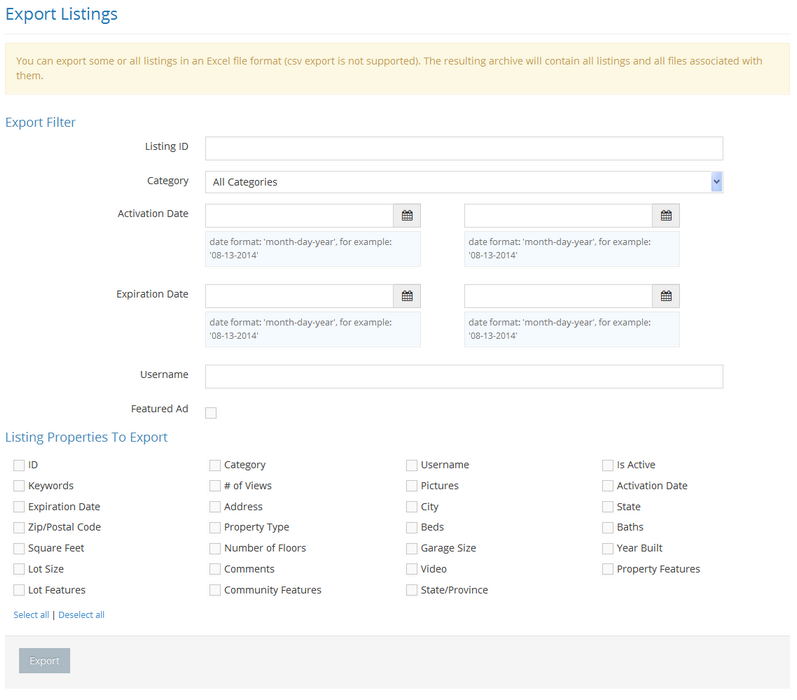 Export Listings
You can export some or all listings in an Excel file format (csv export is not supported). The resulting archive will contain all listings and all files associated with
them.
Export Filter
Listing ID
Category
All Categories
Activation Date
date format: 'month-day-year', for example: date format: 'month-day-year', for example:
'08-13-2014' '08-13-2014'
Expiration Date
date format: 'month-day-year', for example: date format: 'month-day-year', for example:
'08-13-2014' '08-13-2014'
Username
Featured Ad
Listing Properties To Export
ID Category Username Is Active
Keywords # of Views Pictures Activation Date
Expiration Date Address City State
Zip/Postal Code Property Type Beds Baths
Square Feet Number of Floors Garage Size Year Built
Lot Size Comments Video Property Features
Lot Features Community Features State/Province
Select all | Deselect all
Export